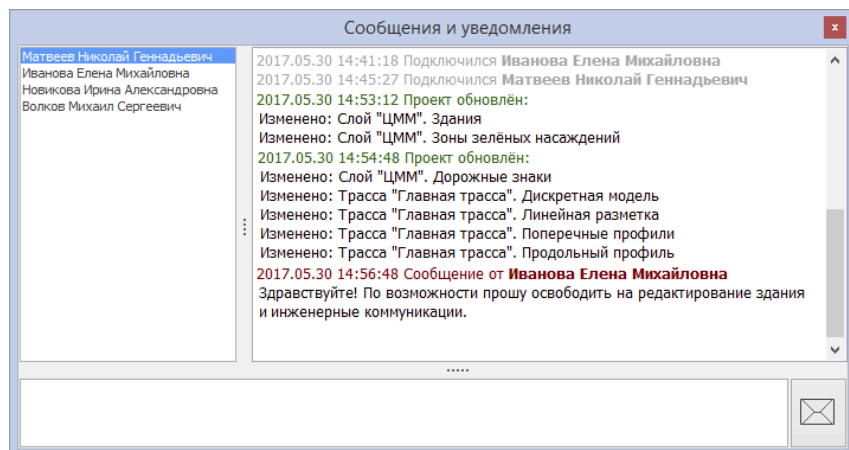 Сообщения и уведомления
x
Матвеев Николай Геннадьевич
Иванова Елена Михайловна
Новикова Ирина Александровна
Волков Михаил Сергеевич
2017.05.30 14:41:18 Подключился Иванова Елена Михайловна
2017.05.30 14:45:27 Подключился Матвеев Николай Геннадьевич
2017.05.30 14:53:12 Проект обновлён:
Изменено: Слой "ЦММ". Здания
Изменено: Слой "ЦММ". Зоны зелёных насаждений
2017.05.30 14:54:48 Проект обновлён:
Изменено: Слой "ЦММ". Дорожные знаки
Изменено: Трасса "Главная трасса". Дискретная модель
Изменено: Трасса "Главная трасса". Линейная разметка
Изменено: Трасса "Главная трасса". Поперечные профили
Изменено: Трасса "Главная трасса". Продольный профиль
2017.05.30 14:56:48 Сообщение от Иванова Елена Михайловна
Здравствуйте! По возможности прошу освободить на редактирование здания
и инженерные коммуникации.